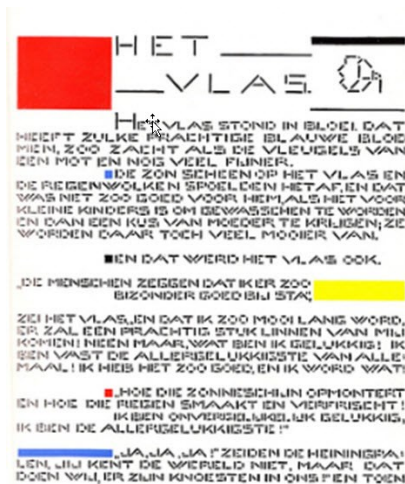 HET
VLAS.
HET VLAS STOND IN BLOEI. DAT
HEEFT ZULKE PRACHTIGE BLAUWE BLOE
MEN, ZOO ZACHT ALS DE VLEUGELS VAN
EEN MOT EN NOG VEEL FIJNER.
DE ZON SCHEEN OP HET VLAS EN
DE REGENWOLKEN SPOELDEN HET AF, EN DAT
WAS NET ZOO GOED VOOR HEM, ALS HET VOOR
KLEINE KINDERS IS OM GEWASSCHEN TE WORDEN
EN DAN EEN KUS VAN MOEDER TE KRIJGEN; ZE
WORDEN DAAR TOCH VEEL MOOIER VAN.
EN DAT WERD HET VLAS OOK.
„DE MENSCHEN ZEGGEN DAT IK ER ZOO
BIZONDER GOED BIJ STA",
ZEI HET VLAS, „EN DAT IK ZOO MOOI LANG WORD,
ER ZAL EEN PRACHTIG STUK LINNEN VAN MIJ
KOMEN! NEEN MAAR, WAT BEN IK GELUKKIG! IK
BEN VAST DE ALLERGELUKKIGSTE VAN ALLE
MAAL! IK HEB HET ZOO GOED, EN IK WORD WAT!
„HOE DIE ZONNESCHIJN OPMONTERT
EN HOE DIE REGEN SMAAKT EN VERFRISCHT!
IK BEN ONVERGELIJKELIJK GELUKKIG,
IK BEN DE ALLERGELUKKIGSTE!"
„JA, JA, JA!" ZEIDEN DE HEININGPA
LEN, JIJ KENT DE WERELD NIET, MAAR DAT
DOEN WIJ, ER ZIJN KNOESTEN IN ONS!" EN TOEN